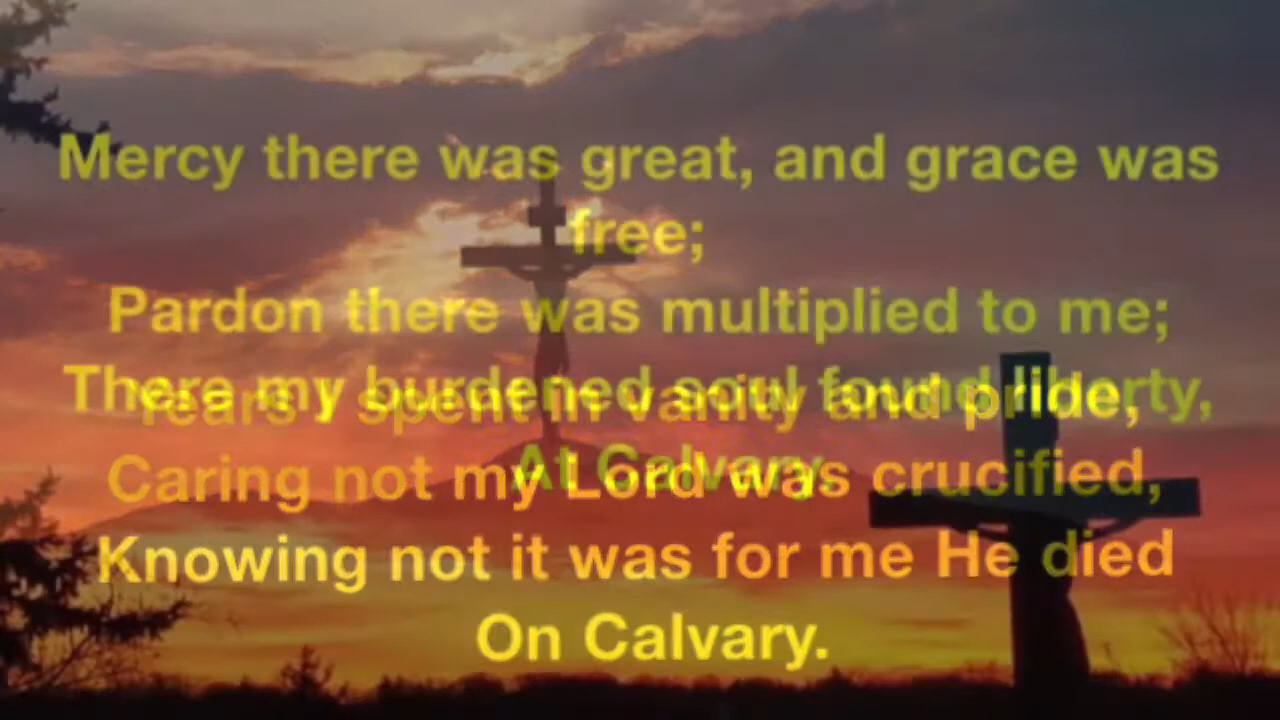 Mercy there was great, and grace was
free;
Pardon there was multiplied to me;
There my burdened soul found liberty,
At Calvary.
Years I spent in vanity and pride,
Caring not my Lord was crucified,
Knowing not it was for me He died
On Calvary.